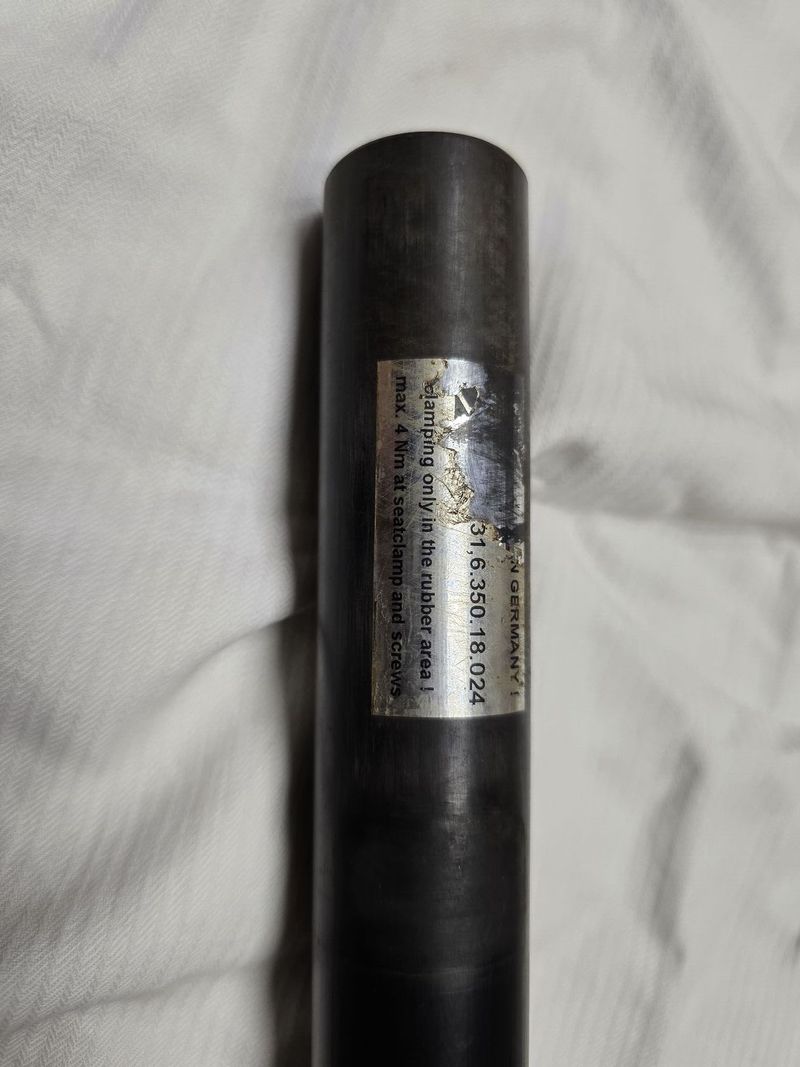 N GERMANY !
31,6.350.18.024
clamping only in the rubber area !
max. 4 Nm at seatclamp and screws